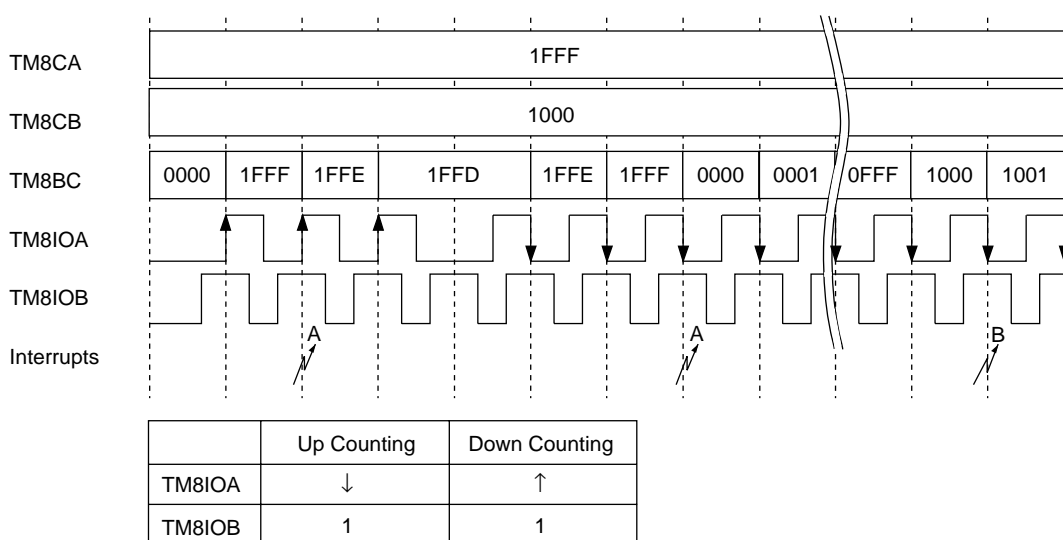 TM8CA 1FFF
TM8CB 1000
TM8BC 0000 1FFF 1FFE 1FFD 1FFE 1FFF 0000 0001 0FFF 1000 1001
TM8IOA
TM8IOB
Interrupts A A B
Up Counting Down Counting
TM8IOA ↓ ↑
TM8IOB 1 1